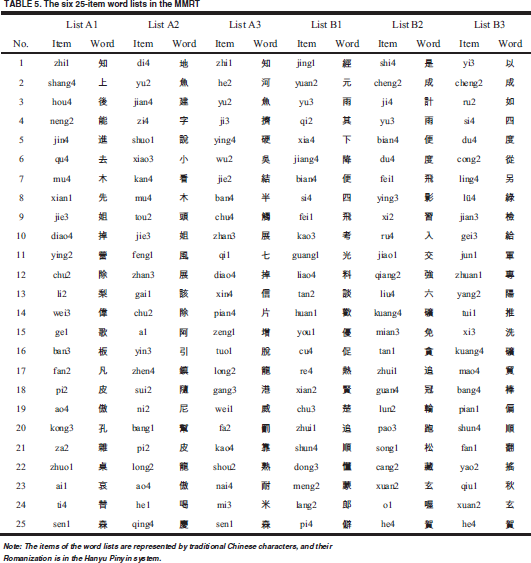 TABLE 5. The six 25-item word lists in the MMRT
List A1 List A2 List A3 List B1 List B2 List B3
No. Item Word Item Word Item Word Item Word Item Word Item Word
1 zhi1 知 di4 地 zhi1 知 jing1 經 shi4 是 yi3 以
2 shang4 上 yu2 魚 he2 河 yuan2 元 cheng2 成 cheng2 成
3 hou4 後 jian4 建 yu2 魚 yu3 雨 ji4 計 ru2 如
4 neng2 能 zi4 字 ji3 擠 qi2 其 yu3 雨 si4 四
5 jin4 進 shuo1 說 ying4 硬 xia4 下 bian4 便 du4 度
6 qu4 去 xiao3 小 wu2 吳 jiang4 降 du4 度 cong2 從
7 mu4 木 kan4 看 jie2 結 bian4 便 fei1 飛 ling4 另
8 xian1 先 mu4 木 ban4 半 si4 四 ying3 影 lü4 綠
9 jie3 姐 tou2 頭 chu4 觸 fei1 飛 xi2 習 jian3 檢
10 diao4 掉 jie3 姐 zhan3 展 kao3 考 ru4 入 gei3 給
11 ying2 營 feng1 風 qi1 七 guang1 光 jiao1 交 jun1 軍
12 chu2 除 zhan3 展 diao4 掉 liao4 料 qiang2 強 zhuan1 專
13 li2 梨 gai1 該 xin4 信 tan2 談 liu4 六 yang2 陽
14 wei3 偉 chu2 除 pian4 片 huan1 歡 kuang4 礦 tui1 推
15 ge1 歌 a1 阿 zeng1 增 you1 優 mian3 免 xi3 洗
16 ban3 板 yin3 引 tuo1 脫 cu4 促 tan1 貪 kuang4 礦
17 fan2 凡 zhen4 鎮 long2 龍 re4 熱 zhui1 追 mao4 貿
18 pi2 皮 sui2 隨 gang3 港 xian2 賢 guan4 冠 bang4 棒
19 ao4 傲 ni2 尼 wei1 威 chu3 楚 lun2 輪 pian1 偏
20 kong3 孔 bang1 幫 fa2 罰 zhui1 追 pao3 跑 shun4 順
21 za2 雜 pi2 皮 kao4 靠 shun4 順 song1 松 fan1 翻
22 zhuo1 桌 long2 龍 shou2 熟 dong3 懂 cang2 藏 yao2 搖
23 ai1 哀 ao4 傲 nai4 耐 meng2 蒙 xuan2 玄 qiu1 秋
24 ti4 替 he1 喝 mi3 米 lang2 郎 o1 喔 xuan2 玄
25 sen1 森 qing4 慶 sen1 森 pi4 僻 he4 賀 he4 賀
Note: The items of the word lists are represented by traditional Chinese characters, and their
Romanization is in the Hanyu Pinyin system.